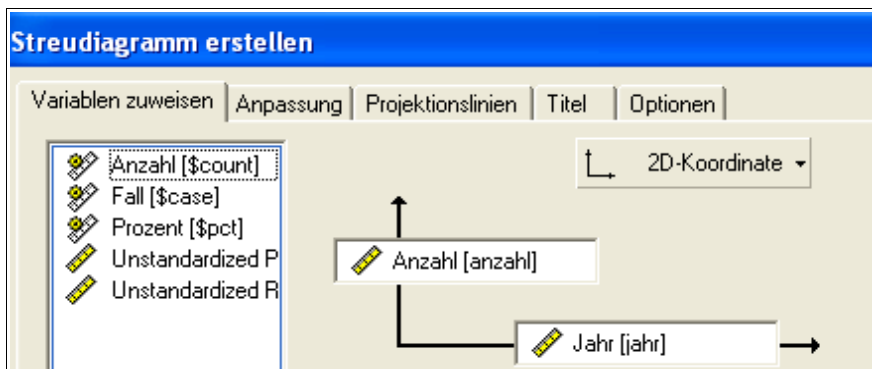 Streudiagramm erstellen
Variablen zuweisen Anpassung Projektionslinien Titel Optionen
Anzahl [$count]
Fall [$case]
Prozent [$pct]
Unstandardized P
Unstandardized R
2D-Koordinate
Anzahl [anzahl]
Jahr [jahr]